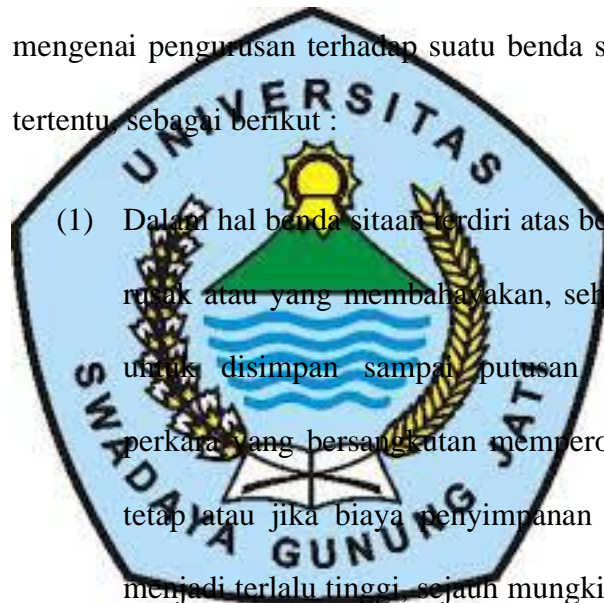 mengenai pengurusan terhadap suatu benda s
tertentu, sebagai berikut :
(1) Dalam hal benda sitaan terdiri atas be
rusak atau yang membahayakan, seh
untuk disimpan sampai putusan
perkara yang bersangkutan mempero
tetap atau jika biaya penyimpanan
menjadi terlalu tinggi, sejauh mungki
UNIVERSITAS
SWADAYA GUNUNG JATI